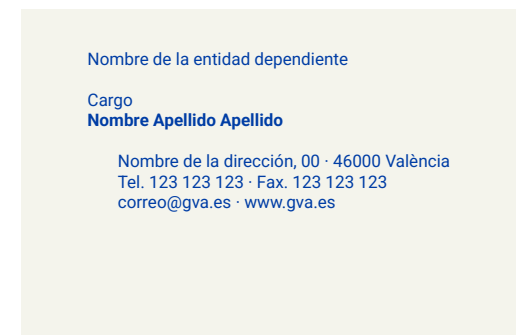 Nombre de la entidad dependiente
Cargo
Nombre Apellido Apellido
Nombre de la dirección, 00 · 46000 València
Tel. 123 123 123 · Fax. 123 123 123
correo@gva.es · www.gva.es